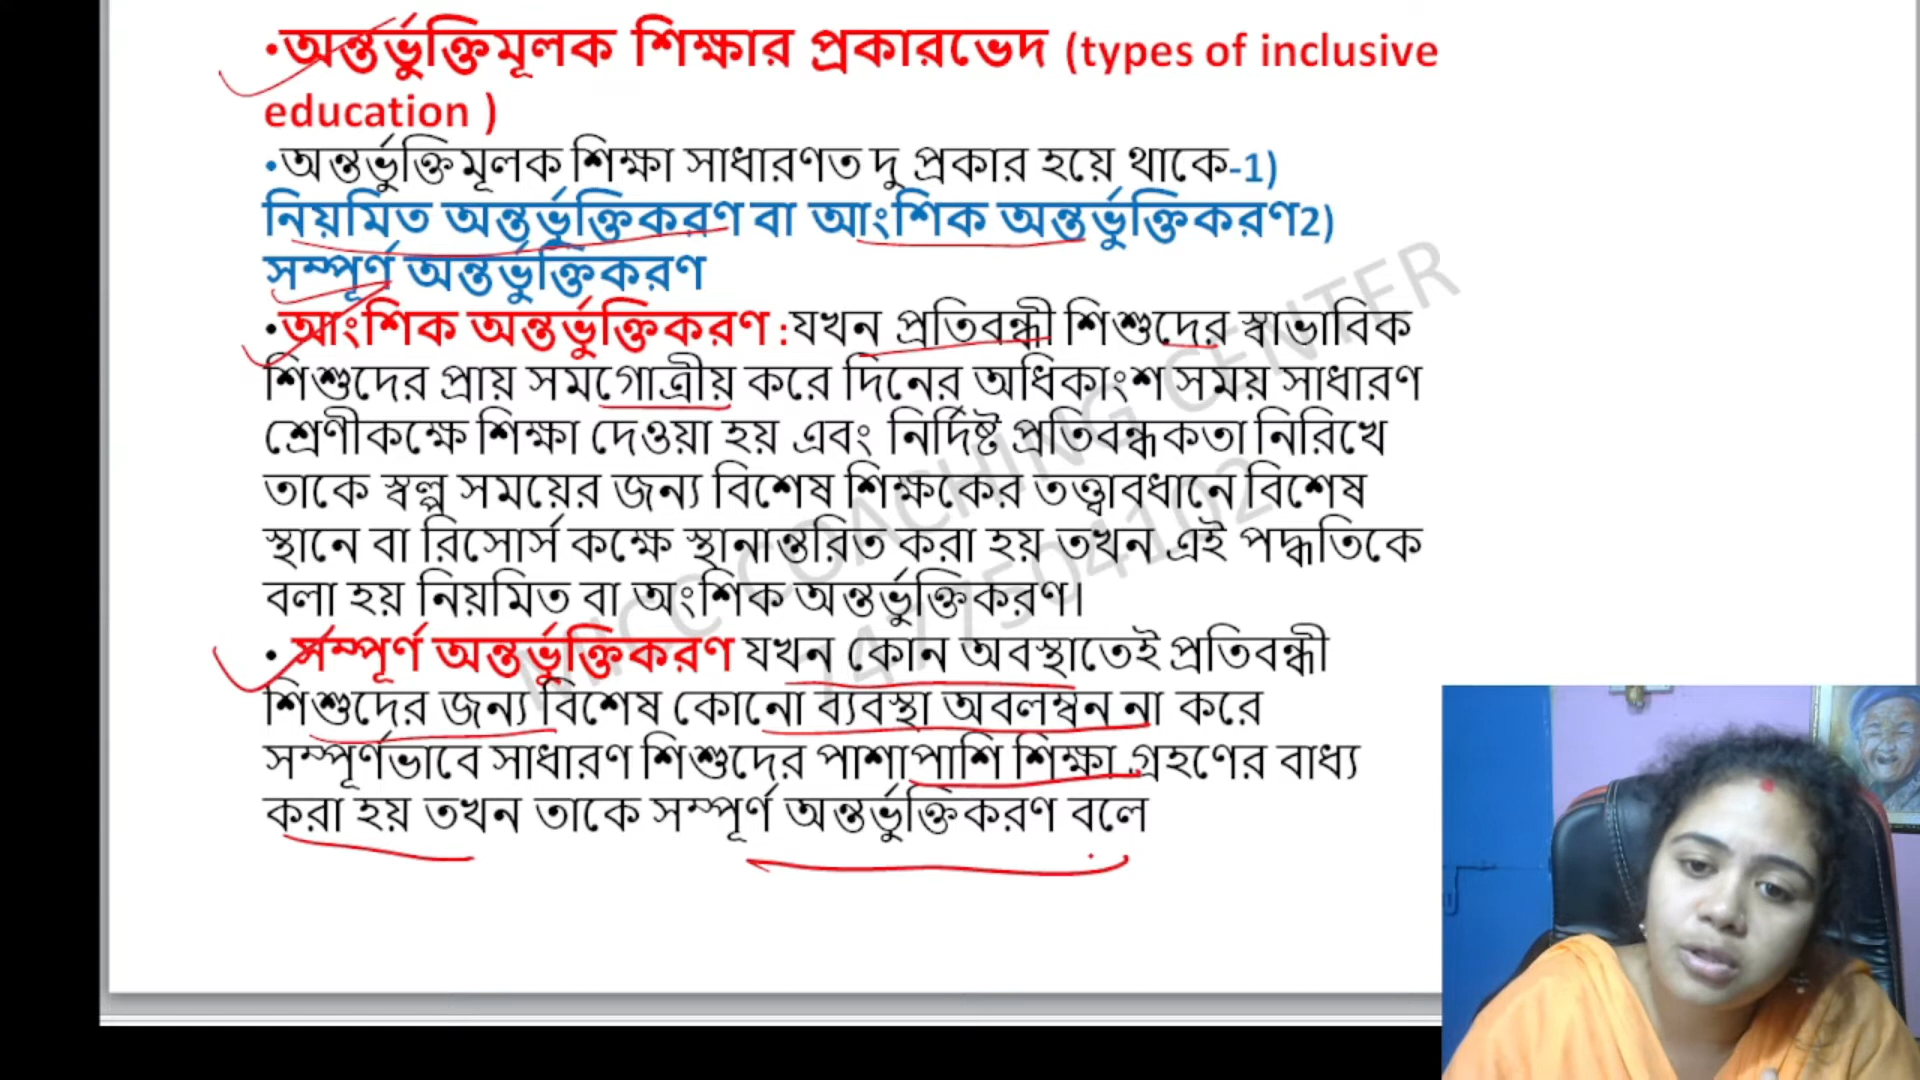 •অন্তর্ভুক্তিমূলক শিক্ষার প্রকারভেদ (types of inclusive
education )
•অন্তর্ভুক্তিমূলক শিক্ষা সাধারণত দু প্রকার হয়ে থাকে-1)
নিয়মিত অন্তর্ভুক্তিকরণ বা আংশিক অন্তর্ভুক্তিকরণ2)
সম্পূর্ণ অন্তর্ভুক্তিকরণ
•আংশিক অন্তর্ভুক্তিকরণ :যখন প্রতিবন্ধী শিশুদের স্বাভাবিক
শিশুদের প্রায় সমগোত্রীয় করে দিনের অধিকাংশ সময় সাধারণ
শ্রেণীকক্ষে শিক্ষা দেওয়া হয় এবং নির্দিষ্ট প্রতিবন্ধকতা নিরিখে
তাকে স্বল্প সময়ের জন্য বিশেষ শিক্ষকের তত্ত্বাবধানে বিশেষ
স্থানে বা রিসোর্স কক্ষে স্থানান্তরিত করা হয় তখন এই পদ্ধতিকে
বলা হয় নিয়মিত বা অংশিক অন্তর্ভুক্তিকরণ।
• সম্পূর্ণ অন্তর্ভুক্তিকরণ যখন কোন অবস্থাতেই প্রতিবন্ধী
শিশুদের জন্য বিশেষ কোনো ব্যবস্থা অবলম্বন না করে
সম্পূর্ণভাবে সাধারণ শিশুদের পাশাপাশি শিক্ষা গ্রহণের বাধ্য
করা হয় তখন তাকে সম্পূর্ণ অন্তর্ভুক্তিকরণ বলে
COACHING CENTER